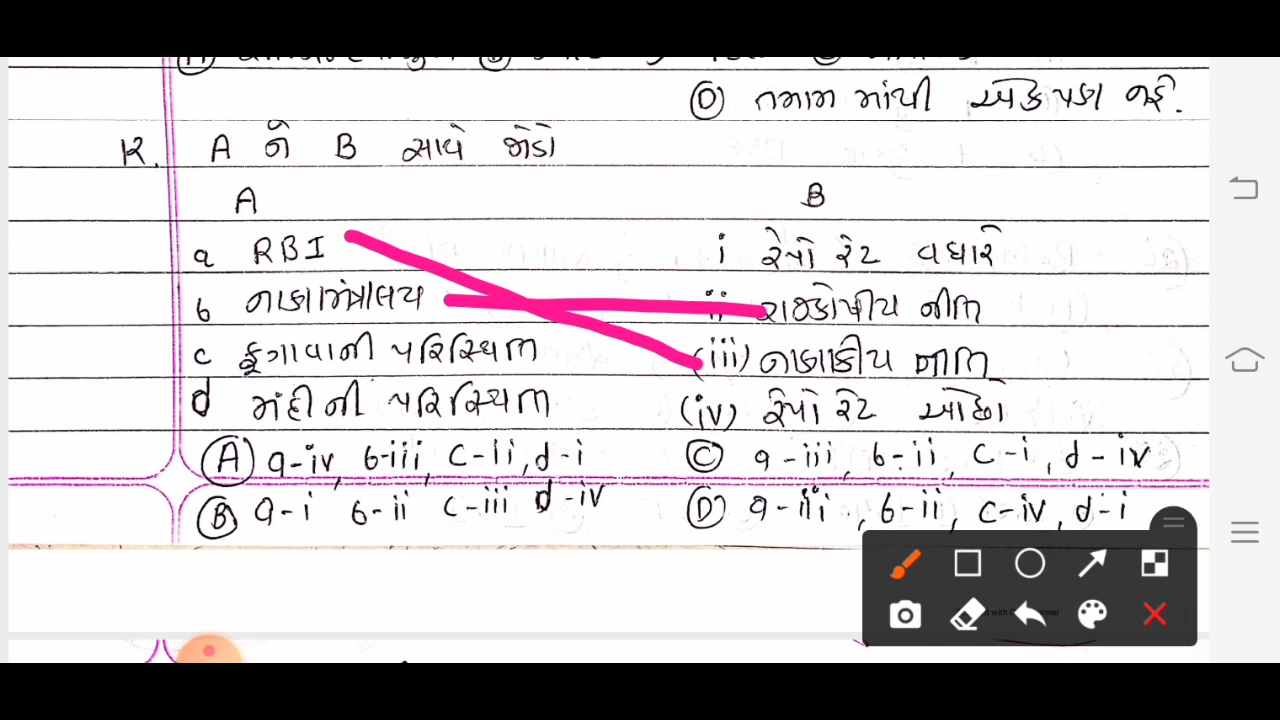 (D) તમામ માંથી એકપણ નહિ.
12. A ને B સાથે જોડો
A B
a RBI i રેપો રેટ વધારે
b નાણામંત્રાલય ii રાજકોષીય નીતિ
c ફુગાવાની પરિસ્થિતિ (iii) નાણાકીય નીતિ
d મંદીની પરિસ્થિતિ (iv) રેપો રેટ ઓછો
(A) a-iv, b-iii, c-ii, d-i (C) a-iii, b-ii, c-i, d-iv
(B) a-i b-ii c-iii d-iv (D) a-iii, b-ii, c-iv, d-i